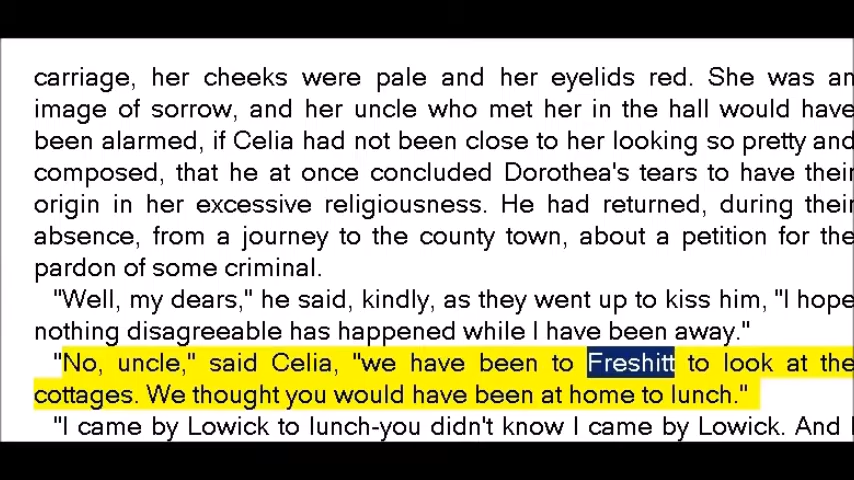 carriage, her cheeks were pale and her eyelids red. She was an
image of sorrow, and her uncle who met her in the hall would have
been alarmed, if Celia had not been close to her looking so pretty and
composed, that he at once concluded Dorothea's tears to have their
origin in her excessive religiousness. He had returned, during their
absence, from a journey to the county town, about a petition for the
pardon of some criminal.
"Well, my dears," he said, kindly, as they went up to kiss him, "I hope
nothing disagreeable has happened while I have been away."
"No, uncle," said Celia, "we have been to Freshitt to look at the
cottages. We thought you would have been at home to lunch."
"I came by Lowick to lunch-you didn't know I came by Lowick. And I